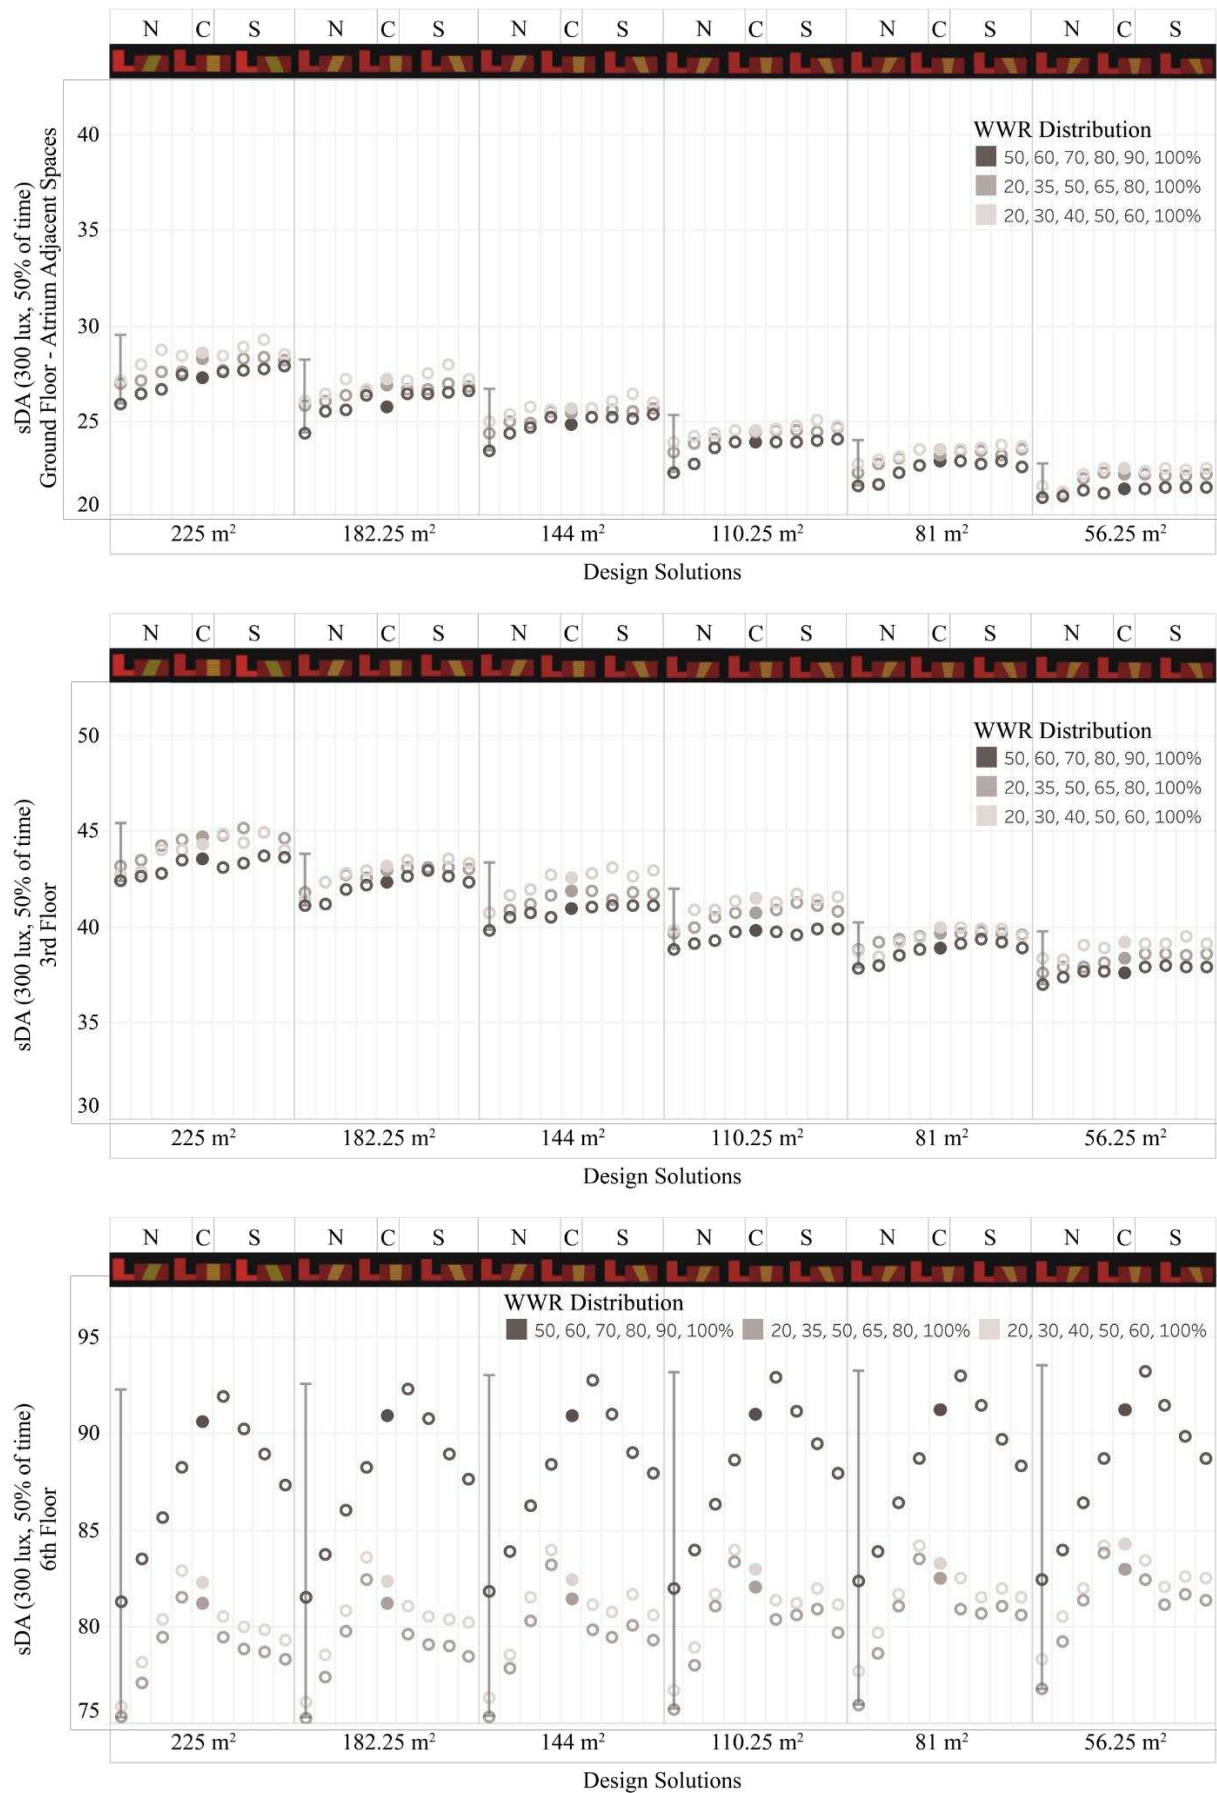 N C S N C S N C S N C S N C S N C S
40
35
30
25
20
sDA (300 lux, 50% of time)
Ground Floor - Atrium Adjacent Spaces
WWR Distribution
50, 60, 70, 80, 90, 100%
20, 35, 50, 65, 80, 100%
20, 30, 40, 50, 60, 100%
225 m² 182.25 m² 144 m² 110.25 m² 81 m² 56.25 m²
Design Solutions
N C S N C S N C S N C S N C S N C S
50
45
40
35
30
sDA (300 lux, 50% of time)
3rd Floor
WWR Distribution
50, 60, 70, 80, 90, 100%
20, 35, 50, 65, 80, 100%
20, 30, 40, 50, 60, 100%
225 m² 182.25 m² 144 m² 110.25 m² 81 m² 56.25 m²
Design Solutions
N C S N C S N C S N C S N C S N C S
WWR Distribution
50, 60, 70, 80, 90, 100% 20, 35, 50, 65, 80, 100% 20, 30, 40, 50, 60, 100%
95
90
85
80
75
sDA (300 lux, 50% of time)
6th Floor
225 m² 182.25 m² 144 m² 110.25 m² 81 m² 56.25 m²
Design Solutions